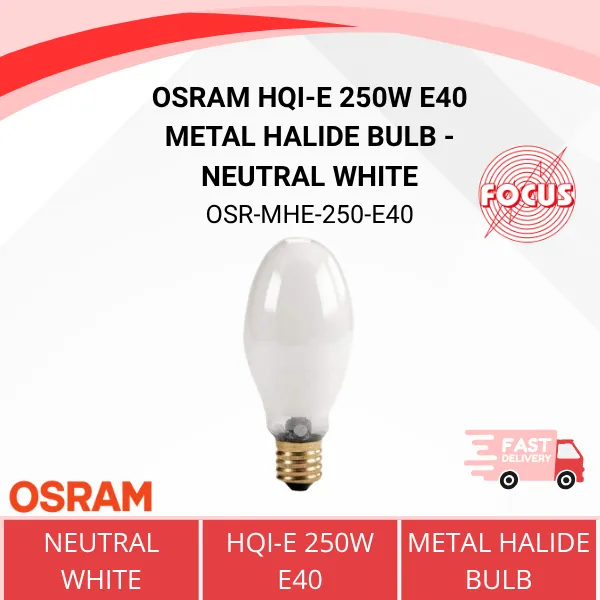 OSRAM HQI-E 250W E40
METAL HALIDE BULB -
NEUTRAL WHITE
OSR-MHE-250-E40
FOCUS
FAST
DELIVERY
OSRAM
NEUTRAL
WHITE
HQI-E 250W
E40
METAL HALIDE
BULB